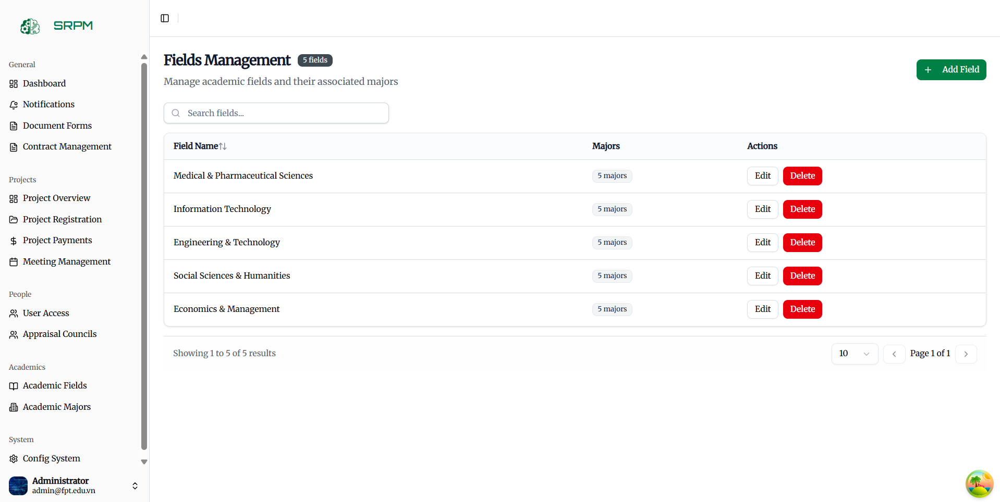 SRPM
General
Dashboard
Notifications
Document Forms
Contract Management
Projects
Project Overview
Project Registration
Project Payments
Meeting Management
People
User Access
Appraisal Councils
Academics
Academic Fields
Academic Majors
System
Config System
Administrator
admin@fpt.edu.vn
Fields Management 5 fields
Manage academic fields and their associated majors
+ Add Field
Search fields...
Field Name Majors Actions
Medical & Pharmaceutical Sciences 5 majors Edit Delete
Information Technology 5 majors Edit Delete
Engineering & Technology 5 majors Edit Delete
Social Sciences & Humanities 5 majors Edit Delete
Economics & Management 5 majors Edit Delete
Showing 1 to 5 of 5 results 10 Page 1 of 1